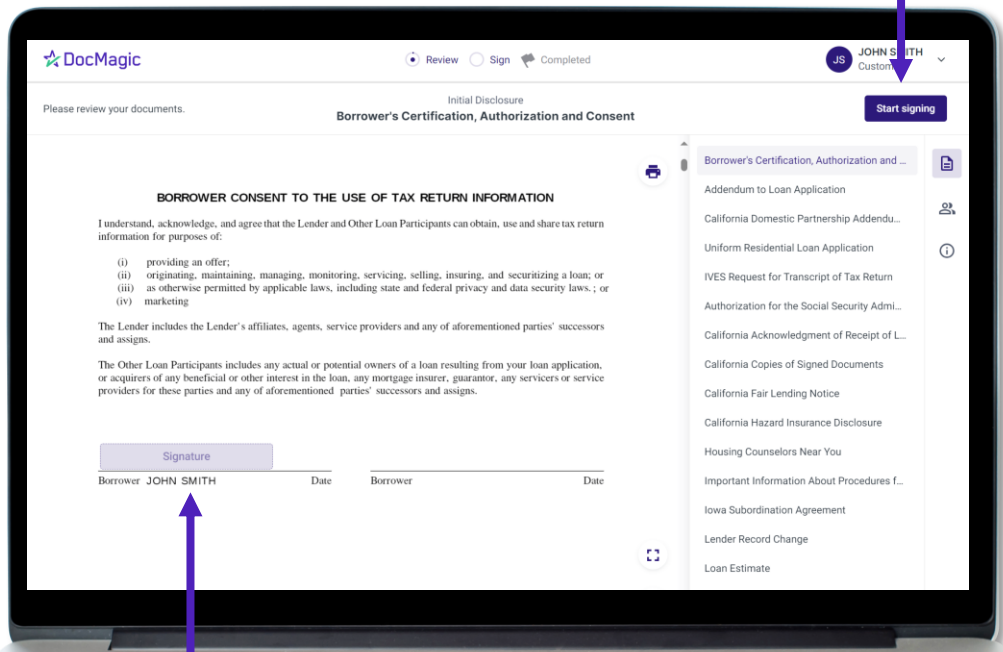 DocMagic
Review Sign Completed
JS
JOHN SMITH
Custom
Please review your documents.
Initial Disclosure
Borrower's Certification, Authorization and Consent
Start signing
BORROWER CONSENT TO THE USE OF TAX RETURN INFORMATION
I understand, acknowledge, and agree that the Lender and Other Loan Participants can obtain, use and share tax return
information for purposes of:
(i) providing an offer;
(ii) originating, maintaining, managing, monitoring, servicing, selling, insuring, and securitizing a loan; or
(iii) as otherwise permitted by applicable laws, including state and federal privacy and data security laws. ; or
(iv) marketing
The Lender includes the Lender's affiliates, agents, service providers and any of aforementioned parties' successors
and assigns.
The Other Loan Participants includes any actual or potential owners of a loan resulting from your loan application,
or acquirers of any beneficial or other interest in the loan, any mortgage insurer, guarantor, any servicers or service
providers for these parties and any of aforementioned parties' successors and assigns.
Signature
Borrower JOHN SMITH Date Borrower Date
Borrower's Certification, Authorization and ...
Addendum to Loan Application
California Domestic Partnership Addendu...
Uniform Residential Loan Application
IVES Request for Transcript of Tax Return
Authorization for the Social Security Admi...
California Acknowledgment of Receipt of L...
California Copies of Signed Documents
California Fair Lending Notice
California Hazard Insurance Disclosure
Housing Counselors Near You
Important Information About Procedures f...
Iowa Subordination Agreement
Lender Record Change
Loan Estimate